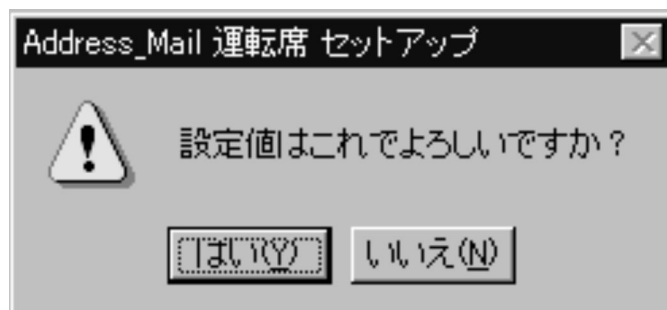 Address_Mail 運転席 セットアップ
設定値はこれでよろしいですか?
はい(Y) いいえ(N)